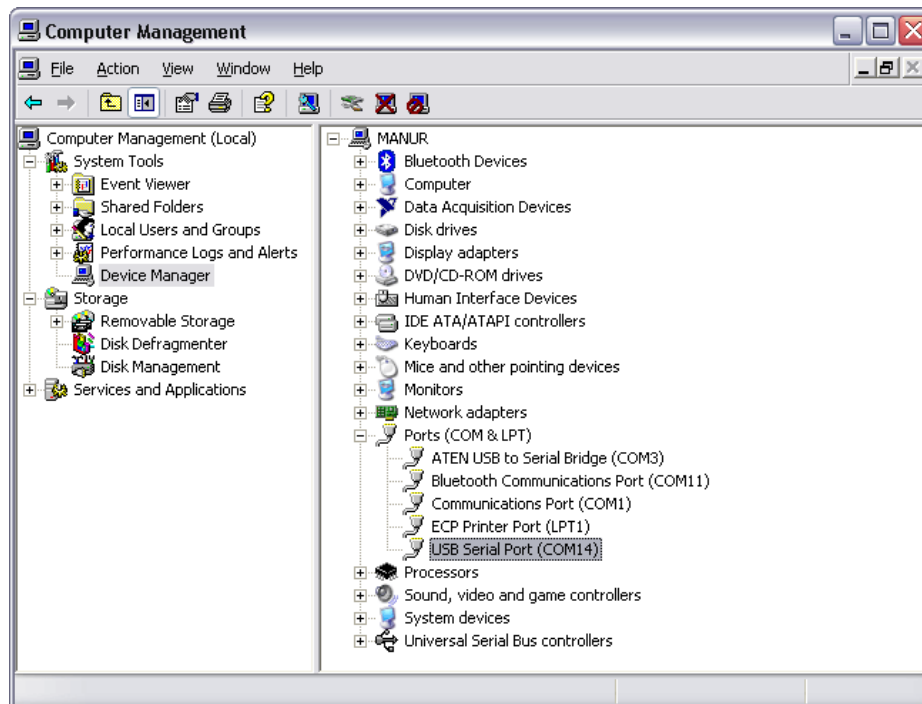 Computer Management
File Action View Window Help
Computer Management (Local)
System Tools
Event Viewer
Shared Folders
Local Users and Groups
Performance Logs and Alerts
Device Manager
Storage
Removable Storage
Disk Defragmenter
Disk Management
Services and Applications
MANUR
Bluetooth Devices
Computer
Data Acquisition Devices
Disk drives
Display adapters
DVD/CD-ROM drives
Human Interface Devices
IDE ATA/ATAPI controllers
Keyboards
Mice and other pointing devices
Monitors
Network adapters
Ports (COM & LPT)
ATEN USB to Serial Bridge (COM3)
Bluetooth Communications Port (COM11)
Communications Port (COM1)
ECP Printer Port (LPT1)
USB Serial Port (COM14)
Processors
Sound, video and game controllers
System devices
Universal Serial Bus controllers